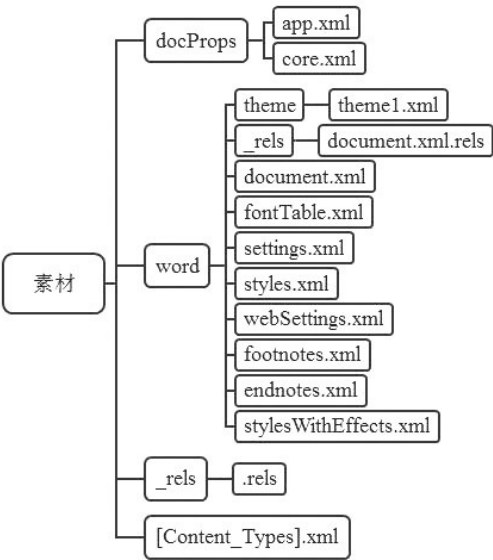 docProps
app.xml
core.xml
theme
theme1.xml
_rels
document.xml.rels
document.xml
fontTable.xml
settings.xml
素材
word
styles.xml
webSettings.xml
footnotes.xml
endnotes.xml
stylesWithEffects.xml
_rels
.rels
[Content_Types].xml